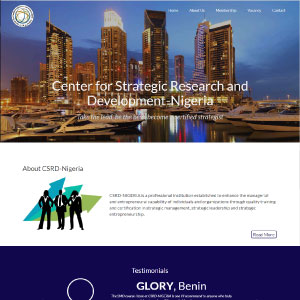 Home   About Us   Membership   Vacancy   Contact
Center for Strategic Research and
Development-Nigeria
Take the lead, be the
become a certified strategist
About CSRD-Nigeria
CSRD-NIGERIA is a professional institution established to enhance the managerial
and entrepreneurial capability of individuals and organizations through quality training
and certification in strategic management, strategic leadership and strategic
entrepreneurship.
Read More
Testimonials
GLORY, Benin